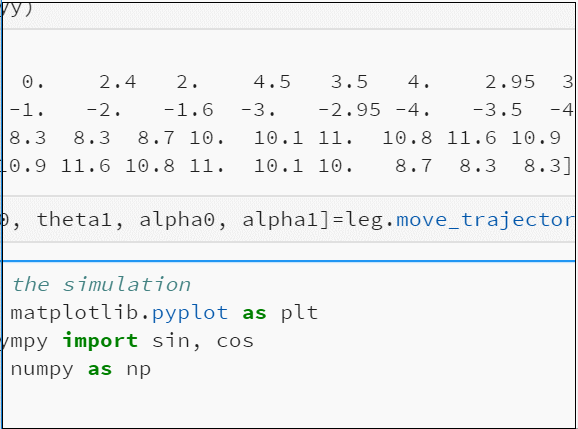 yy)
0. 2.4 2. 4.5 3.5 4. 2.95 3
-1. -2. -1.6 -3. -2.95 -4. -3.5 -4
8.3 8.3 8.7 10. 10.1 11. 10.8 11.6 10.9
10.9 11.6 10.8 11. 10.1 10. 8.7 8.3 8.3]
0, theta1, alpha0, alpha1]=leg.move_trajector
the simulation
matplotlib.pyplot as plt
ympy import sin, cos
numpy as np